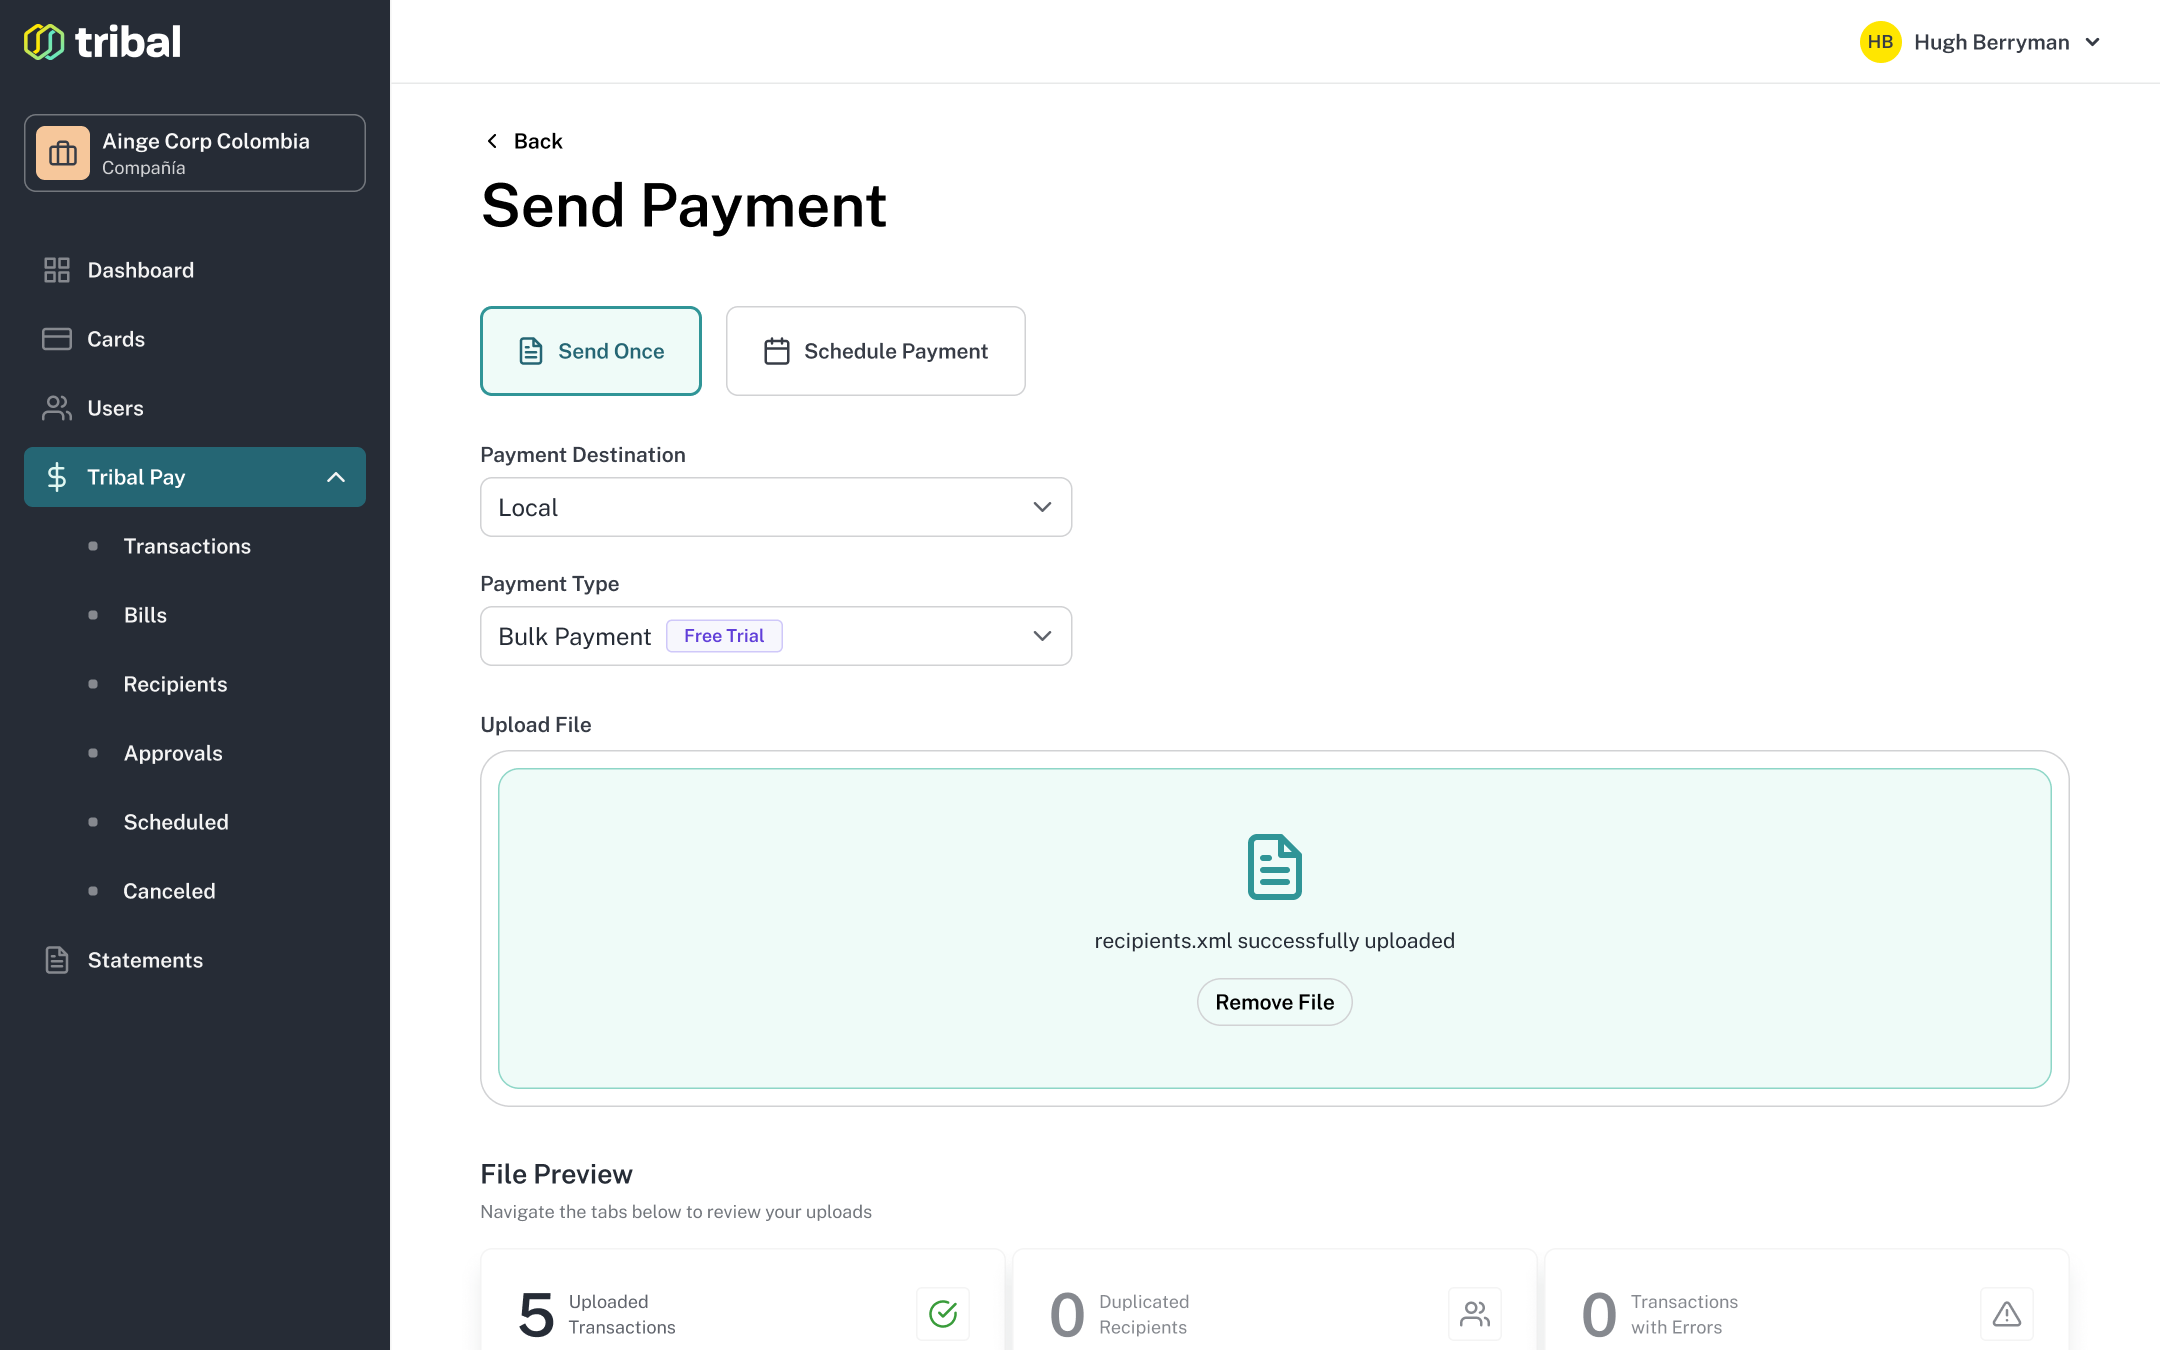 tribal
HB
Hugh Berryman
Ainge Corp Colombia
Compañía
Dashboard
Cards
Users
Tribal Pay
Transactions
Bills
Recipients
Approvals
Scheduled
Canceled
Statements
Back
Send Payment
Send Once
Schedule Payment
Payment Destination
Local
Payment Type
Bulk Payment
Free Trial
Upload File
recipients.xml successfully uploaded
Remove File
File Preview
Navigate the tabs below to review your uploads
5
Uploaded
Transactions
0
Duplicated
Recipients
0
Transactions
with Errors